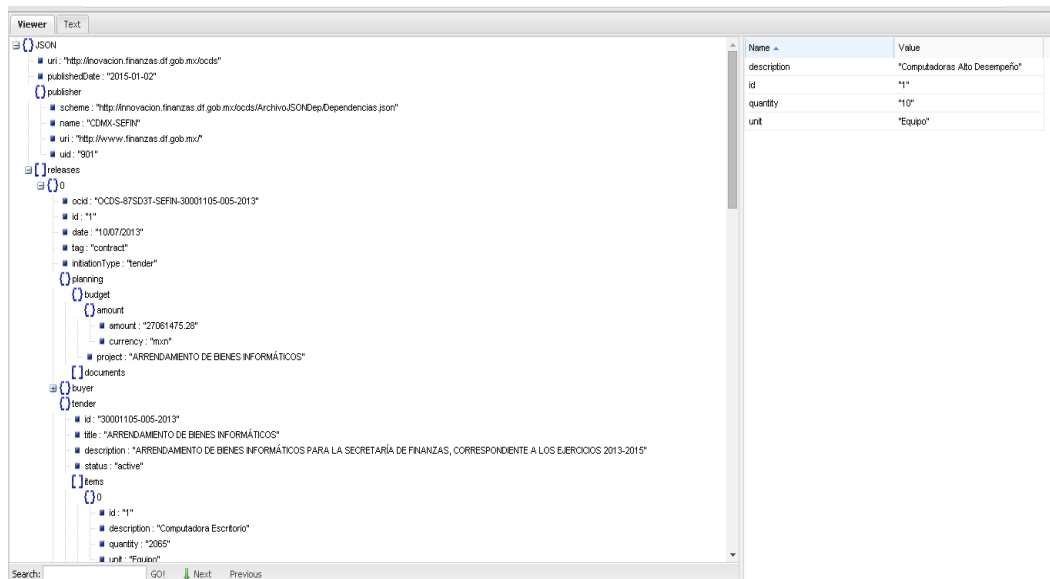 Viewer Text
JSON
uri : "http://inovacion.finanzas.df.gob.mx/ocds"
publishedDate : "2015-01-02"
publisher
scheme : "http://innovacion.finanzas.df.gob.mx/ocds/ArchivoJSONDep/Dependencias.json"
name : "CDMX-SEFIN"
uri : "http://www.finanzas.df.gob.mx/"
uid : "901"
releases
0
ocid : "OCDS-87SD3T-SEFIN-30001105-005-2013"
id : "1"
date : "10/07/2013"
tag : "contract"
initiationType : "tender"
planning
budget
amount
amount : "27061475.28"
currency : "mxn"
project : "ARRENDAMIENTO DE BIENES INFORMÁTICOS"
documents
buyer
tender
id : "30001105-005-2013"
title : "ARRENDAMIENTO DE BIENES INFORMÁTICOS"
description : "ARRENDAMIENTO DE BIENES INFORMÁTICOS PARA LA SECRETARÍA DE FINANZAS, CORRESPONDIENTE A LOS EJERCICIOS 2013-2015"
status : "active"
items
0
id : "1"
description : "Computadora Escritorio"
quantity : "2065"
unit : "Equipo"
Search: GO! Next Previous
Name Value
description "Computadoras Alto Desempeño"
id "1"
quantity "10"
unit "Equipo"